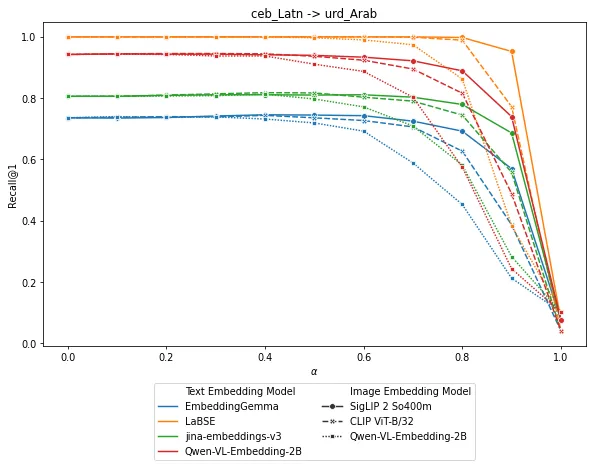 ceb_Latn -> urd_Arab
Recall@1
1.0
0.8
0.6
0.4
0.2
0.0
0.0 0.2 0.4 0.6 0.8 1.0
α
Text Embedding Model
EmbeddingGemma
LaBSE
jina-embeddings-v3
Qwen-VL-Embedding-2B
Image Embedding Model
SigLIP 2 So400m
CLIP ViT-B/32
Qwen-VL-Embedding-2B